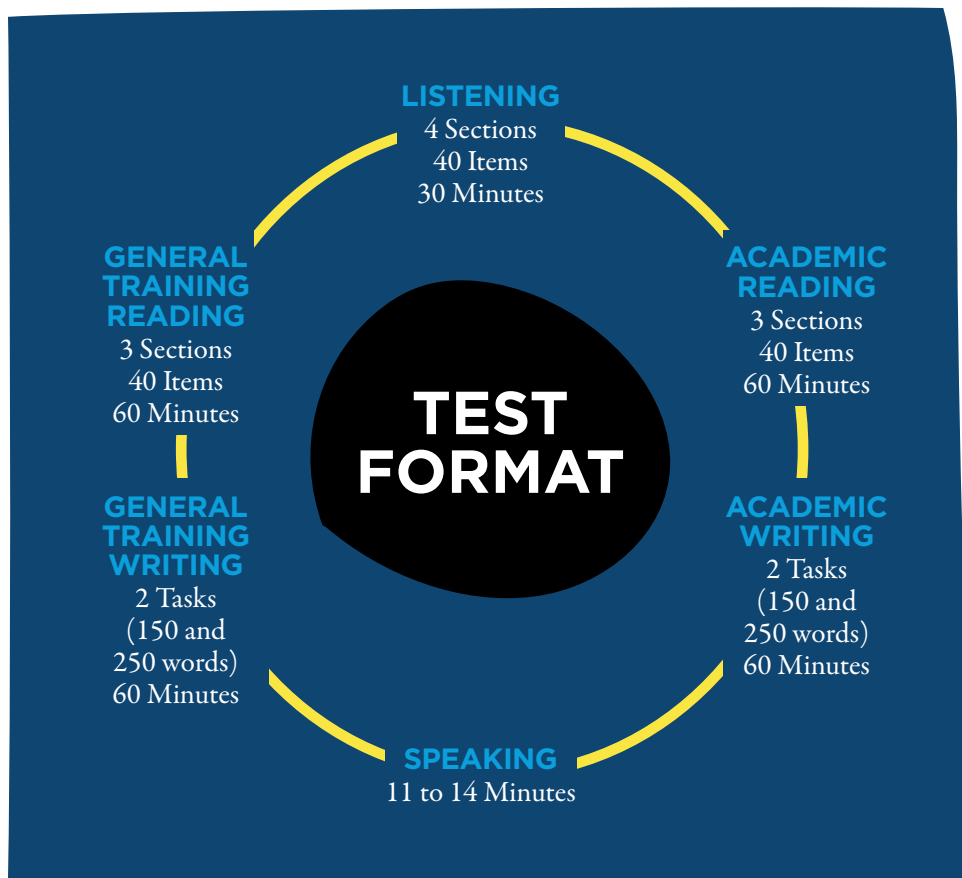 LISTENING
4 Sections
40 Items
30 Minutes
GENERAL
TRAINING
READING
3 Sections
40 Items
60 Minutes
ACADEMIC
READING
3 Sections
40 Items
60 Minutes
TEST
FORMAT
GENERAL
TRAINING
WRITING
2 Tasks
(150 and
250 words)
60 Minutes
ACADEMIC
WRITING
2 Tasks
(150 and
250 words)
60 Minutes
SPEAKING
11 to 14 Minutes